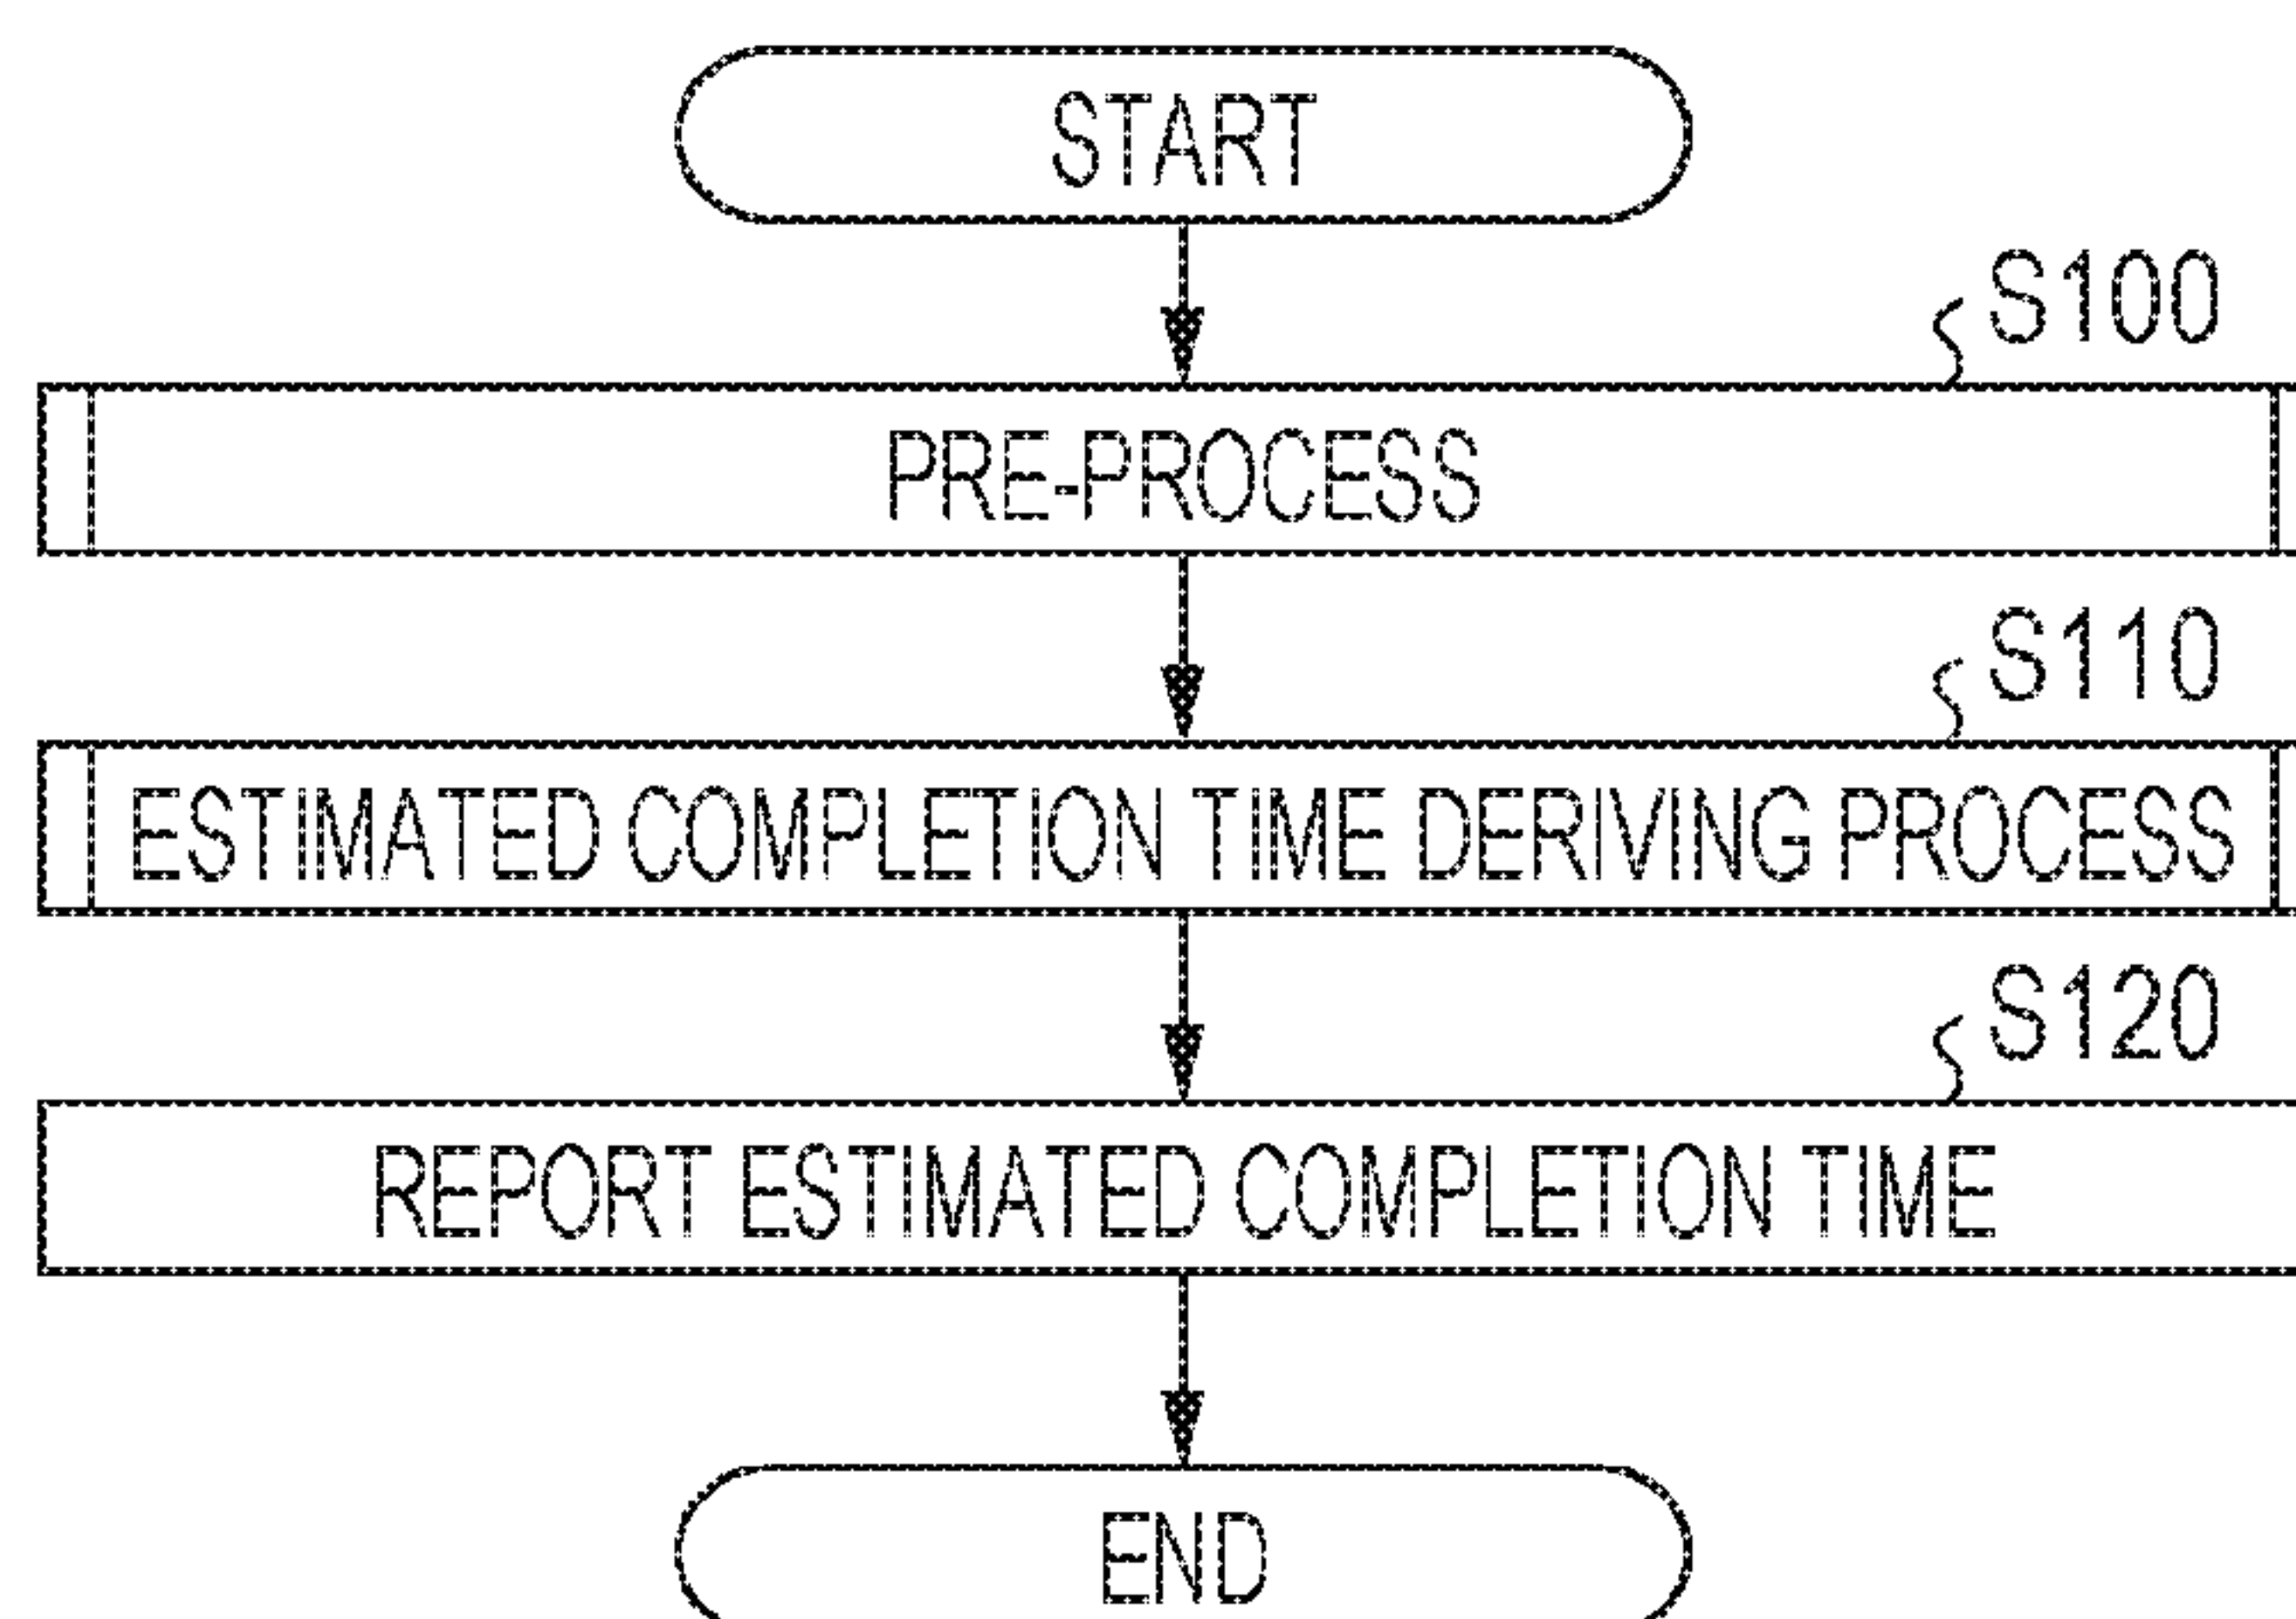 START
S100
PRE-PROCESS
S110
ESTIMATED COMPLETION TIME DERIVING PROCESS
S120
REPORT ESTIMATED COMPLETION TIME
END